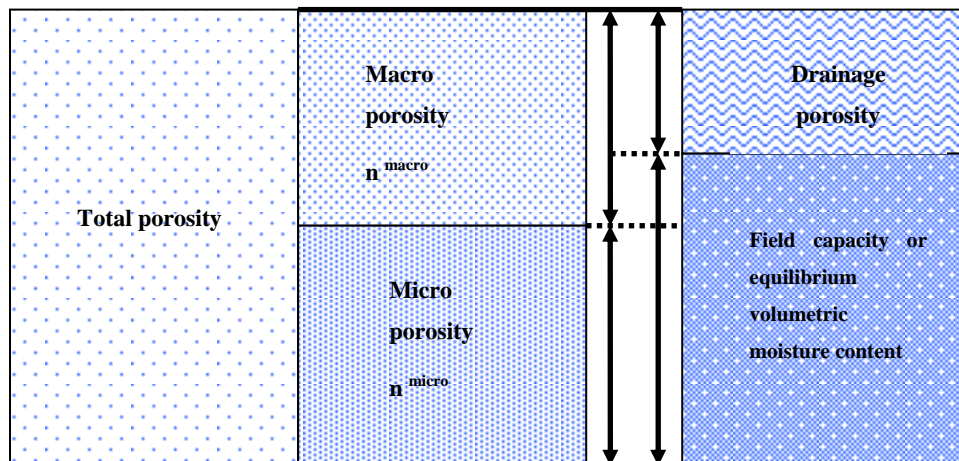 Total porosity
Macro
porosity
n macro
Micro
porosity
n micro
Drainage
porosity
Field capacity or
equilibrium
volumetric
moisture content